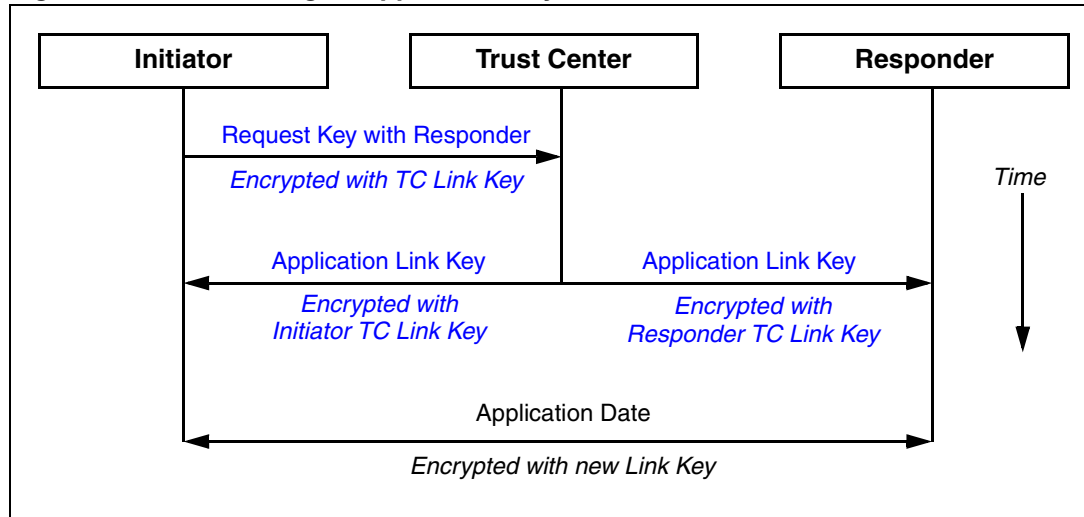 Initiator
Trust Center
Responder
Request Key with Responder
Encrypted with TC Link Key
Time
Application Link Key
Application Link Key
Encrypted with
Initiator TC Link Key
Encrypted with
Responder TC Link Key
Application Date
Encrypted with new Link Key